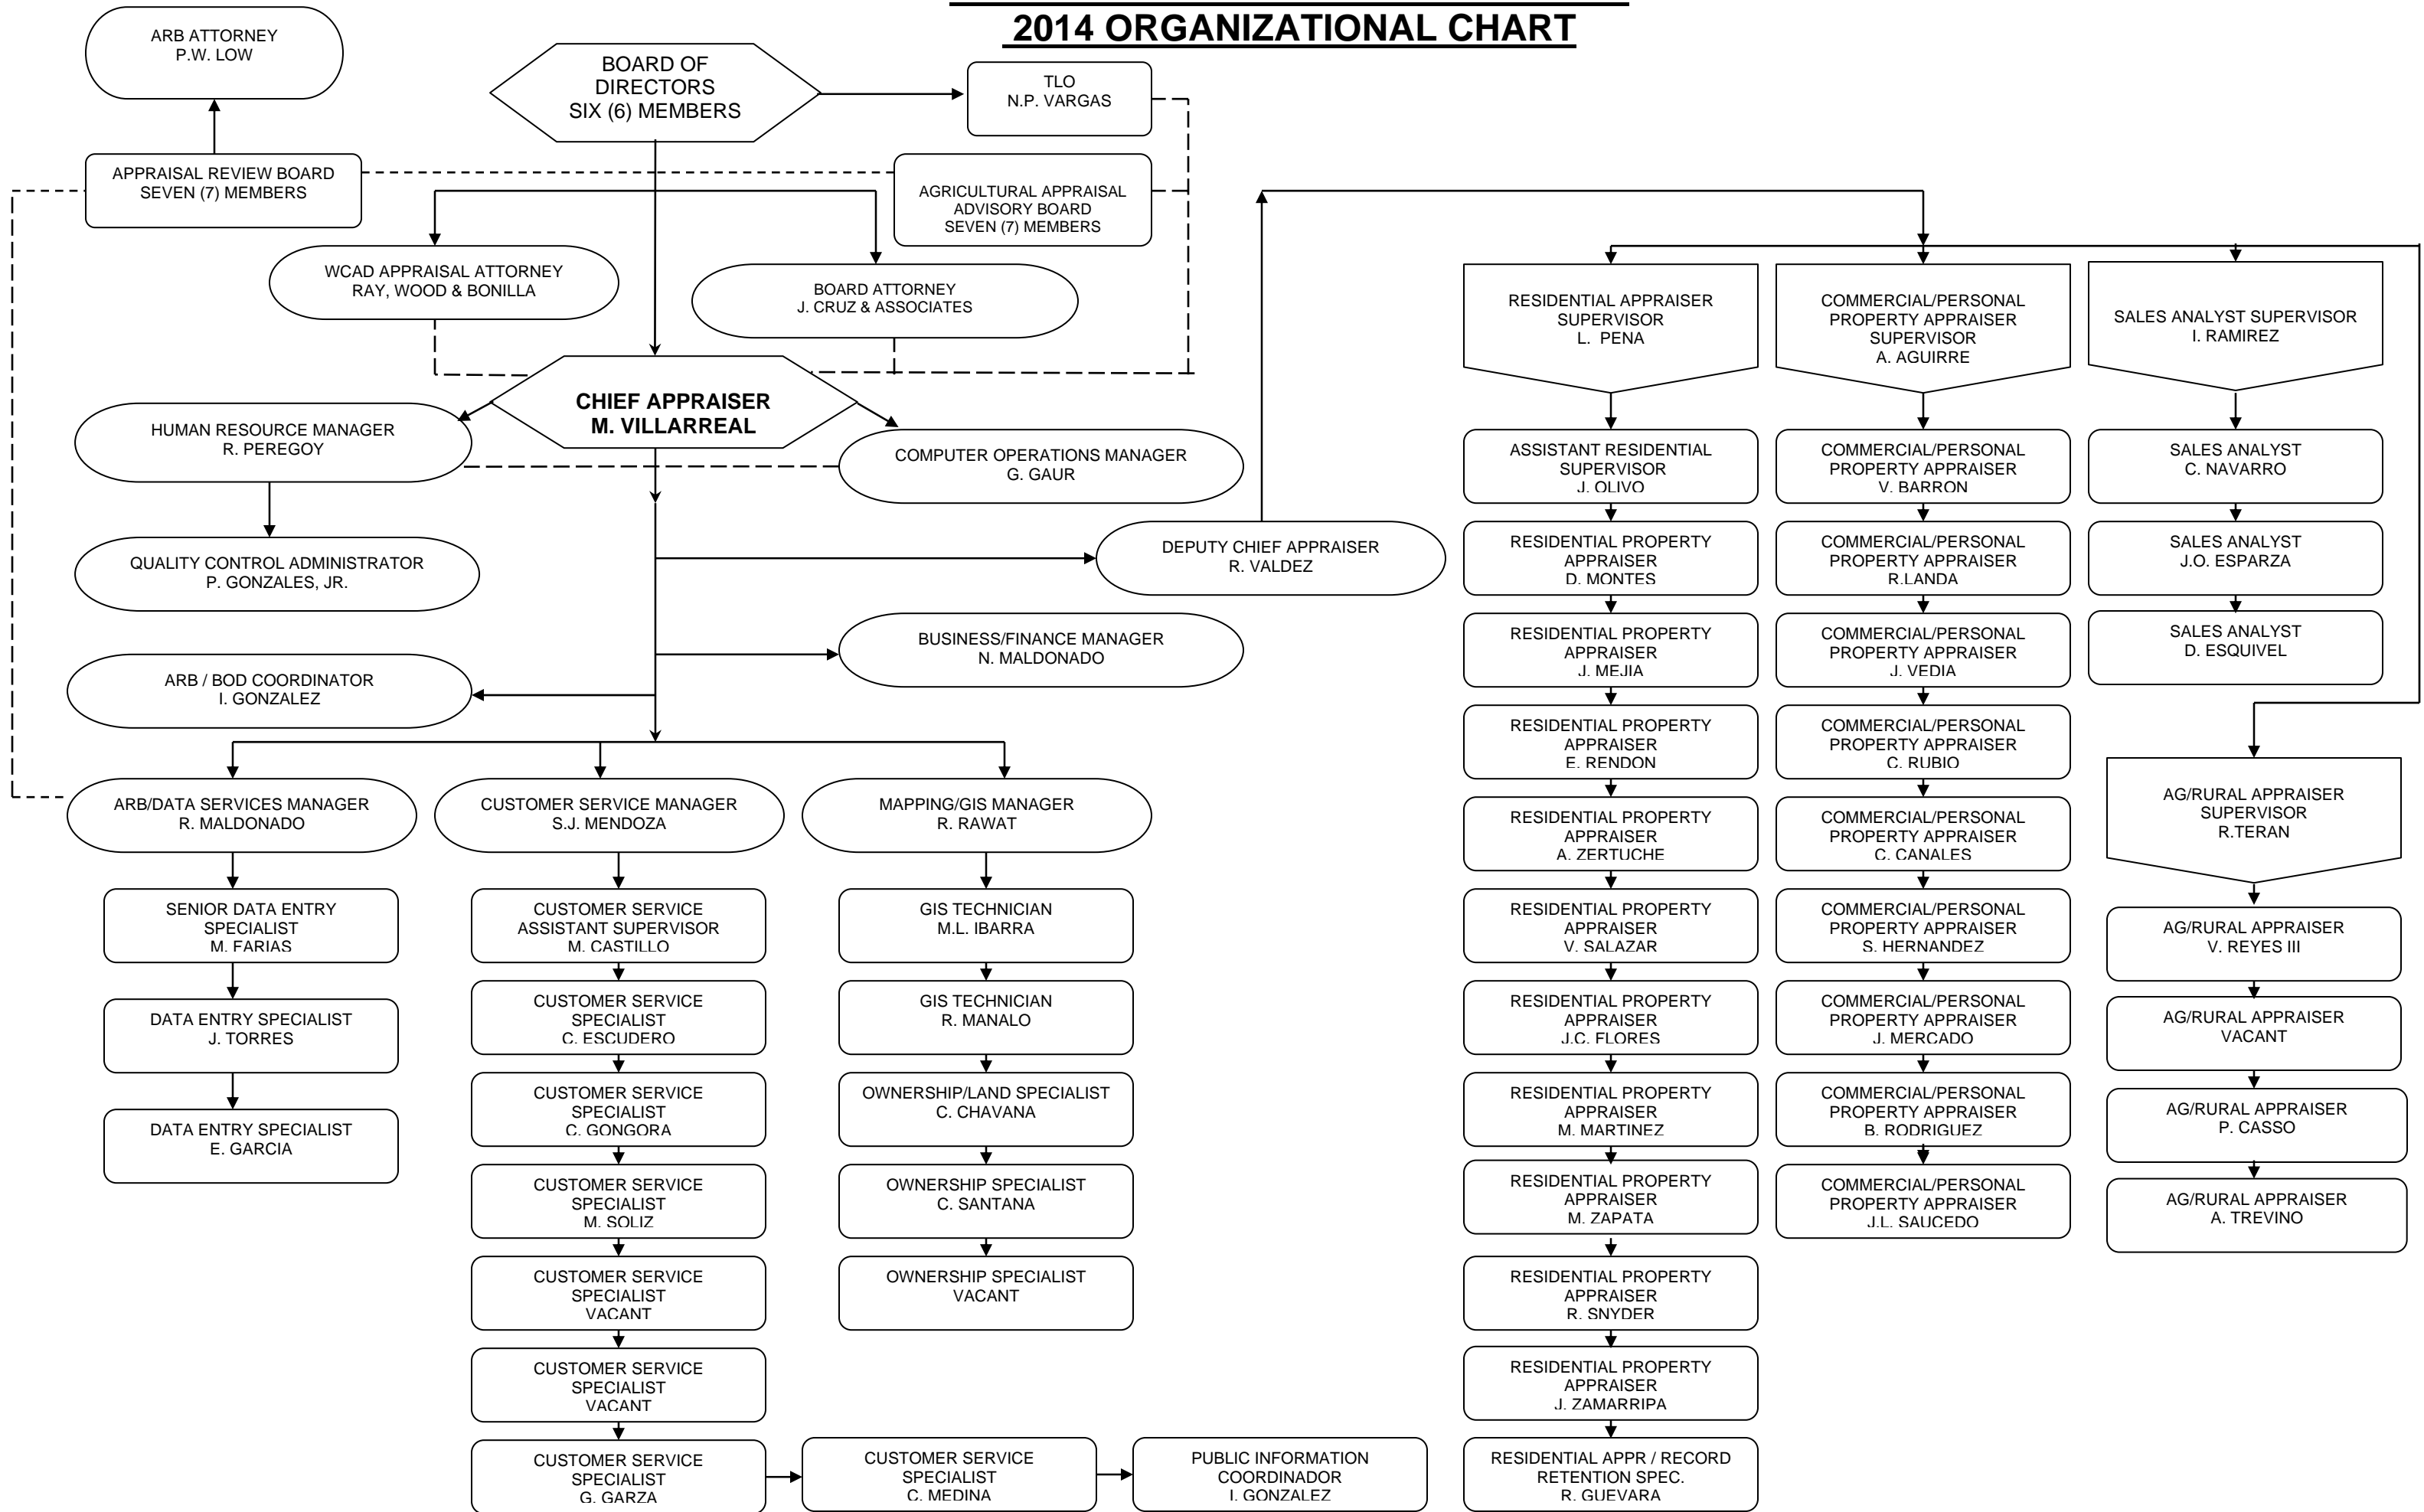 2014 ORGANIZATIONAL CHART
ARB ATTORNEY
P.W. LOW
BOARD OF
DIRECTORS
SIX (6) MEMBERS
TLO
N.P. VARGAS
APPRAISAL REVIEW BOARD
SEVEN (7) MEMBERS
AGRICULTURAL APPRAISAL
ADVISORY BOARD
SEVEN (7) MEMBERS
WCAD APPRAISAL ATTORNEY
RAY, WOOD & BONILLA
BOARD ATTORNEY
J. CRUZ & ASSOCIATES
CHIEF APPRAISER
M. VILLARREAL
HUMAN RESOURCE MANAGER
R. PEREGOY
COMPUTER OPERATIONS MANAGER
G. GAUR
QUALITY CONTROL ADMINISTRATOR
P. GONZALES, JR.
DEPUTY CHIEF APPRAISER
R. VALDEZ
BUSINESS/FINANCE MANAGER
N. MALDONADO
ARB / BOD COORDINATOR
I. GONZALEZ
ARB/DATA SERVICES MANAGER
R. MALDONADO
SENIOR DATA ENTRY
SPECIALIST
M. FARIAS
DATA ENTRY SPECIALIST
J. TORRES
DATA ENTRY SPECIALIST
E. GARCIA
CUSTOMER SERVICE MANAGER
S.J. MENDOZA
CUSTOMER SERVICE
ASSISTANT SUPERVISOR
M. CASTILLO
CUSTOMER SERVICE
SPECIALIST
C. ESCUDERO
CUSTOMER SERVICE
SPECIALIST
C. GONGORA
CUSTOMER SERVICE
SPECIALIST
M. SOLIZ
CUSTOMER SERVICE
SPECIALIST
VACANT
CUSTOMER SERVICE
SPECIALIST
VACANT
CUSTOMER SERVICE
SPECIALIST
G. GARZA
CUSTOMER SERVICE
SPECIALIST
C. MEDINA
PUBLIC INFORMATION
COORDINADOR
I. GONZALEZ
MAPPING/GIS MANAGER
R. RAWAT
GIS TECHNICIAN
M.L. IBARRA
GIS TECHNICIAN
R. MANALO
OWNERSHIP/LAND SPECIALIST
C. CHAVANA
OWNERSHIP SPECIALIST
C. SANTANA
OWNERSHIP SPECIALIST
VACANT
RESIDENTIAL APPRAISER
SUPERVISOR
L. PENA
ASSISTANT RESIDENTIAL
SUPERVISOR
J. OLIVO
RESIDENTIAL PROPERTY
APPRAISER
D. MONTES
RESIDENTIAL PROPERTY
APPRAISER
J. MEJIA
RESIDENTIAL PROPERTY
APPRAISER
E. RENDON
RESIDENTIAL PROPERTY
APPRAISER
A. ZERTUCHE
RESIDENTIAL PROPERTY
APPRAISER
V. SALAZAR
RESIDENTIAL PROPERTY
APPRAISER
J.C. FLORES
RESIDENTIAL PROPERTY
APPRAISER
M. MARTINEZ
RESIDENTIAL PROPERTY
APPRAISER
M. ZAPATA
RESIDENTIAL PROPERTY
APPRAISER
R. SNYDER
RESIDENTIAL PROPERTY
APPRAISER
J. ZAMARRIPA
RESIDENTIAL APPR / RECORD
RETENTION SPEC.
R. GUEVARA
COMMERCIAL/PERSONAL
PROPERTY APPRAISER
SUPERVISOR
A. AGUIRRE
COMMERCIAL/PERSONAL
PROPERTY APPRAISER
V. BARRON
COMMERCIAL/PERSONAL
PROPERTY APPRAISER
R.LANDA
COMMERCIAL/PERSONAL
PROPERTY APPRAISER
J. VEDIA
COMMERCIAL/PERSONAL
PROPERTY APPRAISER
C. RUBIO
COMMERCIAL/PERSONAL
PROPERTY APPRAISER
C. CANALES
COMMERCIAL/PERSONAL
PROPERTY APPRAISER
S. HERNANDEZ
COMMERCIAL/PERSONAL
PROPERTY APPRAISER
J. MERCADO
COMMERCIAL/PERSONAL
PROPERTY APPRAISER
B. RODRIGUEZ
COMMERCIAL/PERSONAL
PROPERTY APPRAISER
J.L. SAUCEDO
SALES ANALYST SUPERVISOR
I. RAMIREZ
SALES ANALYST
C. NAVARRO
SALES ANALYST
J.O. ESPARZA
SALES ANALYST
D. ESQUIVEL
AG/RURAL APPRAISER
SUPERVISOR
R.TERAN
AG/RURAL APPRAISER
V. REYES III
AG/RURAL APPRAISER
VACANT
AG/RURAL APPRAISER
P. CASSO
AG/RURAL APPRAISER
A. TREVINO